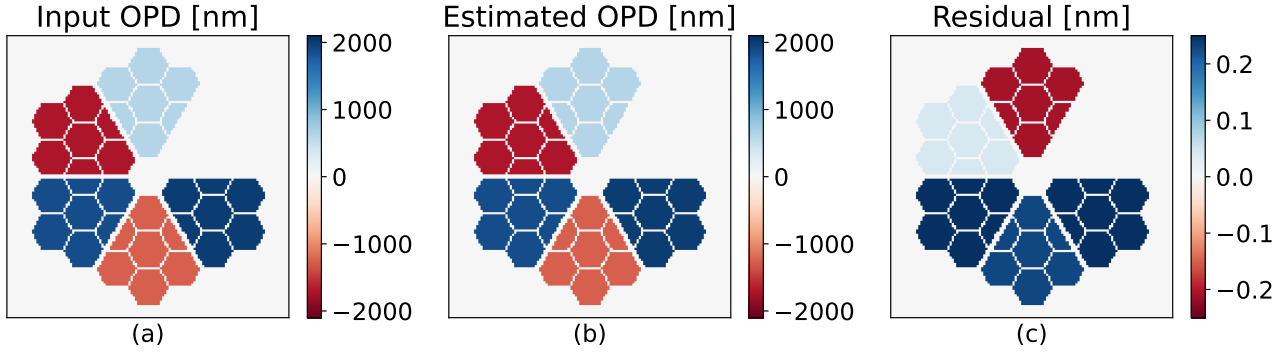 Input OPD [nm]
Estimated OPD [nm]
Residual [nm]
2000
1000
0
−1000
−2000
2000
1000
0
−1000
−2000
0.2
0.1
0.0
−0.1
−0.2
(a)
(b)
(c)